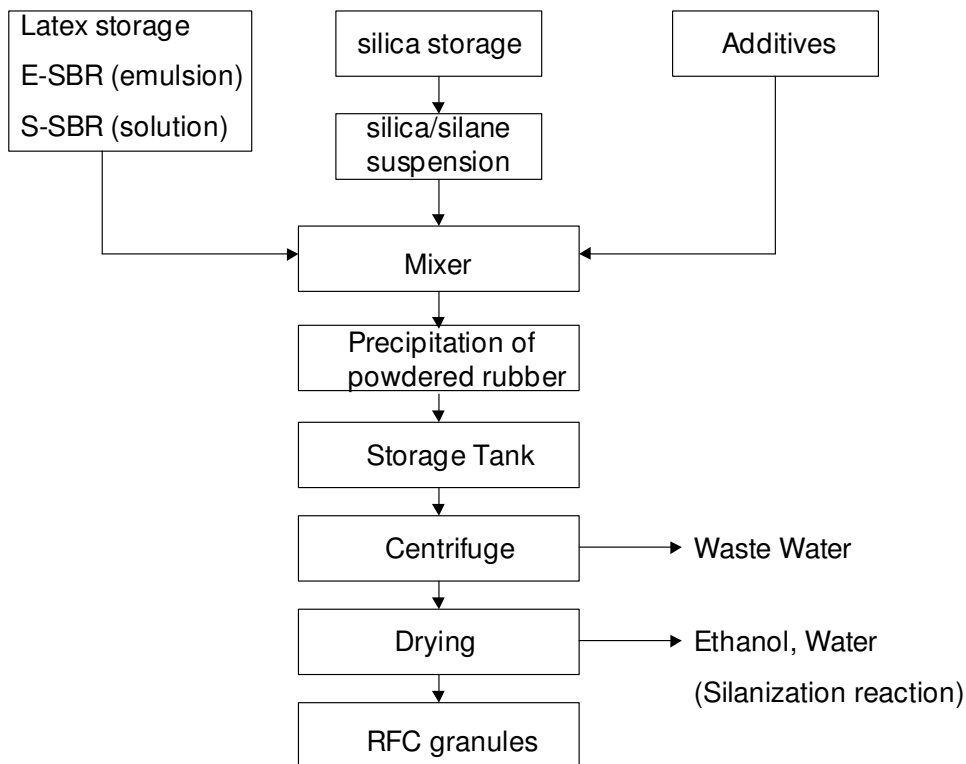 Latex storage
E-SBR (emulsion)
S-SBR (solution)
silica storage
Additives
silica/silane
suspension
Mixer
Precipitation of
powdered rubber
Storage Tank
Centrifuge
Waste Water
Drying
Ethanol, Water
(Silanization reaction)
RFC granules